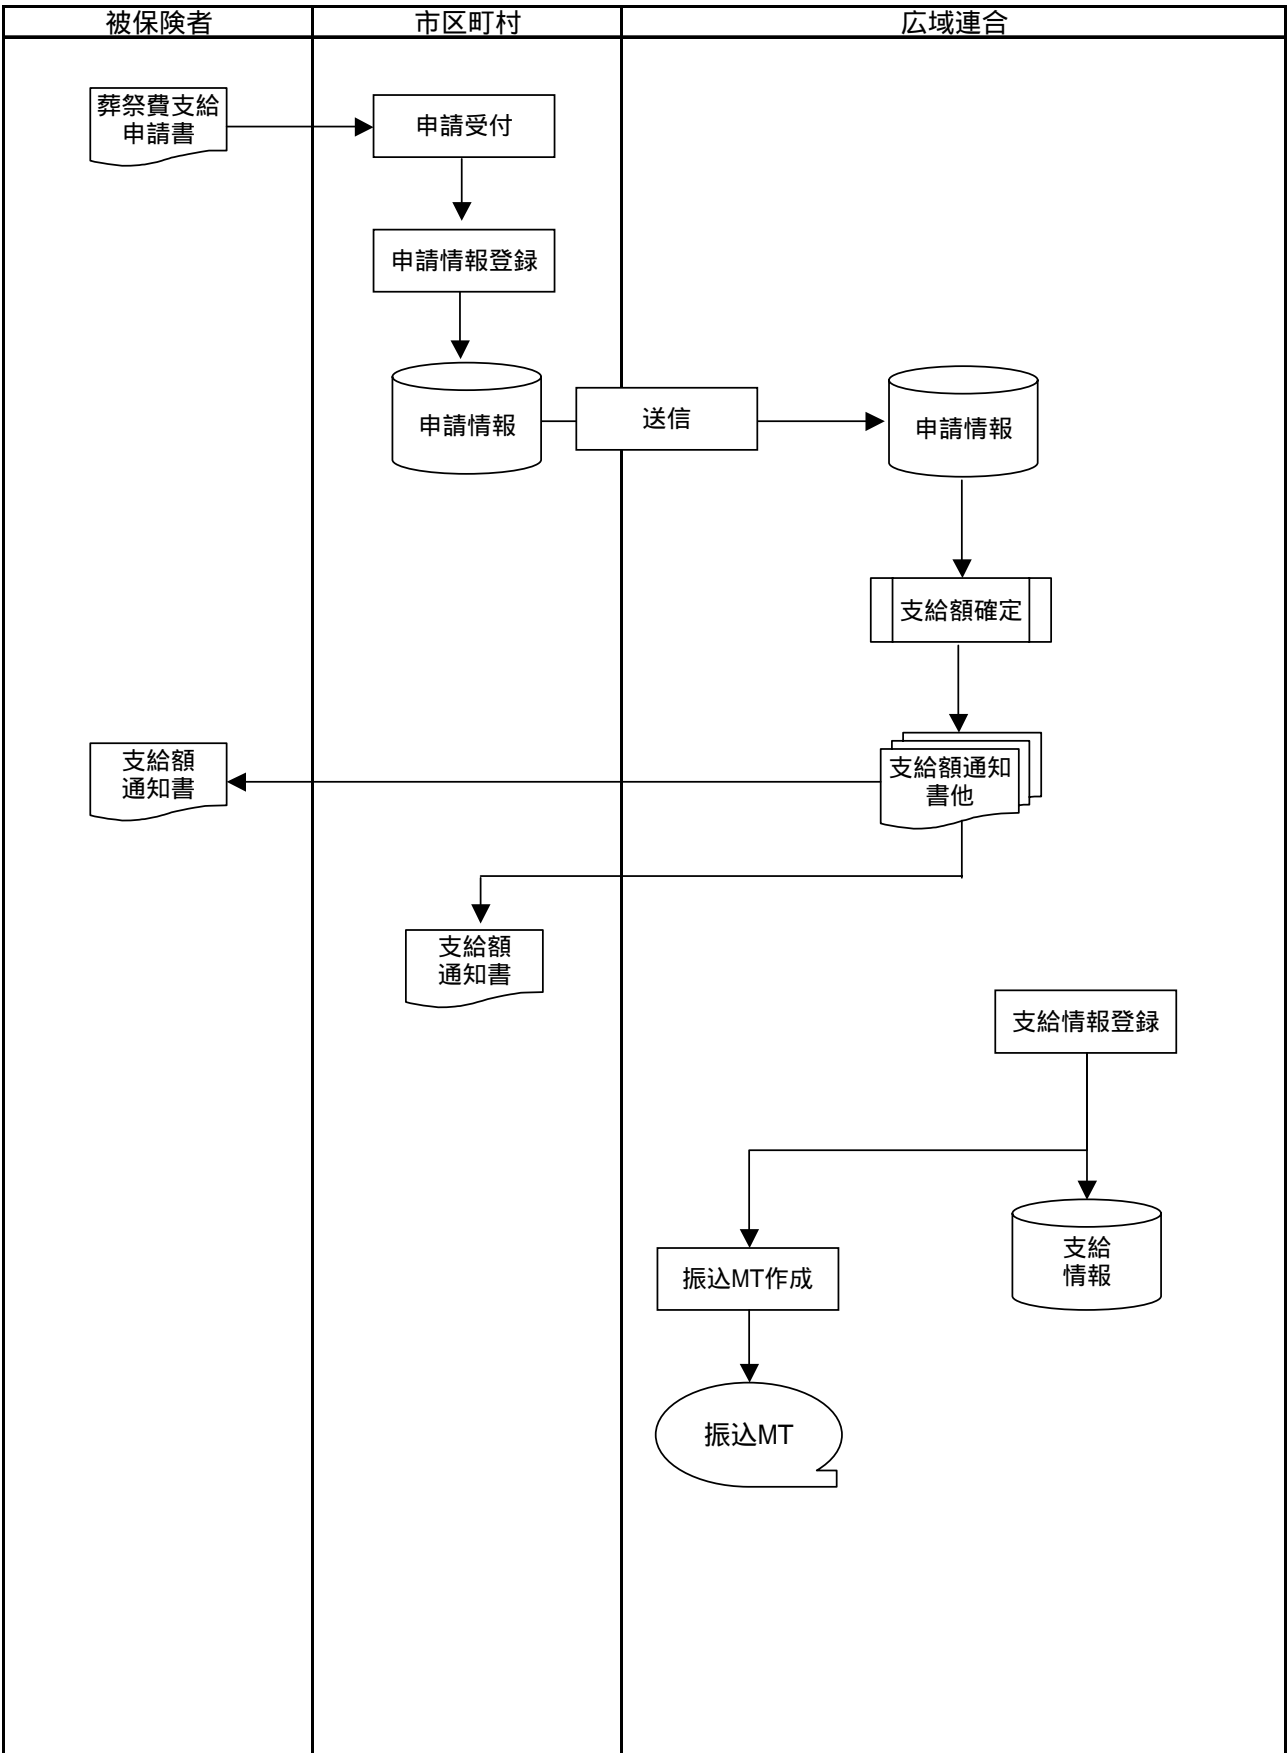 被保険者
市区町村
広域連合
葬祭費支給
申請書
申請受付
申請情報登録
申請情報
送信
申請情報
支給額確定
支給額
通知書
支給額通知
書他
支給額
通知書
支給情報登録
支給
情報
振込MT作成
振込MT